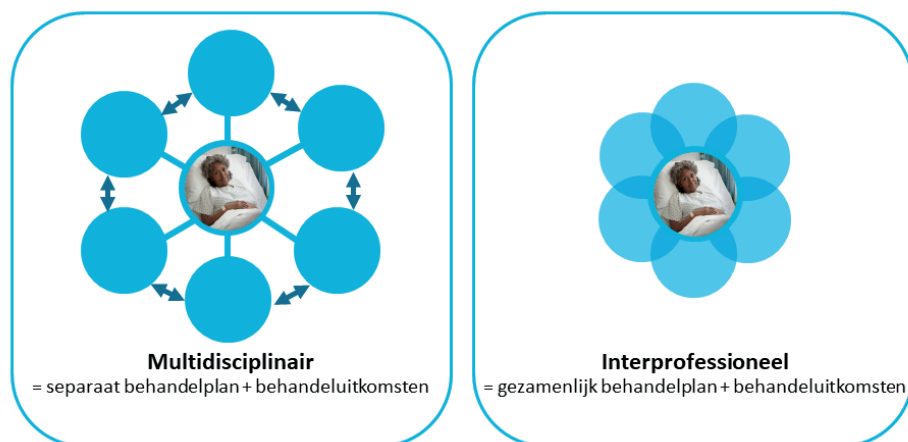 Multidisciplinair
= separaat behandelplan + behandeluitkomsten
Interprofessioneel
= gezamenlijk behandelplan + behandeluitkomsten